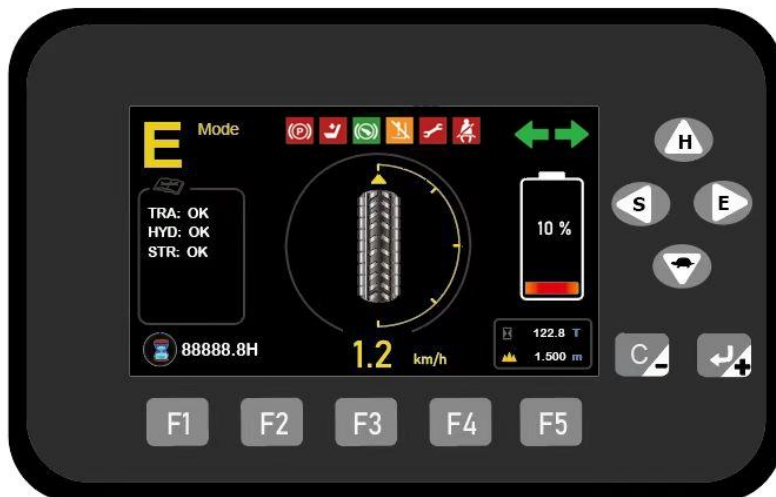 E Mode
TRA: OK
HYD: OK
STR: OK
P
10 %
88888.8H
1.2 km/h
122.8 T
1.500 m
H
S
E
C -
+
F1 F2 F3 F4 F5